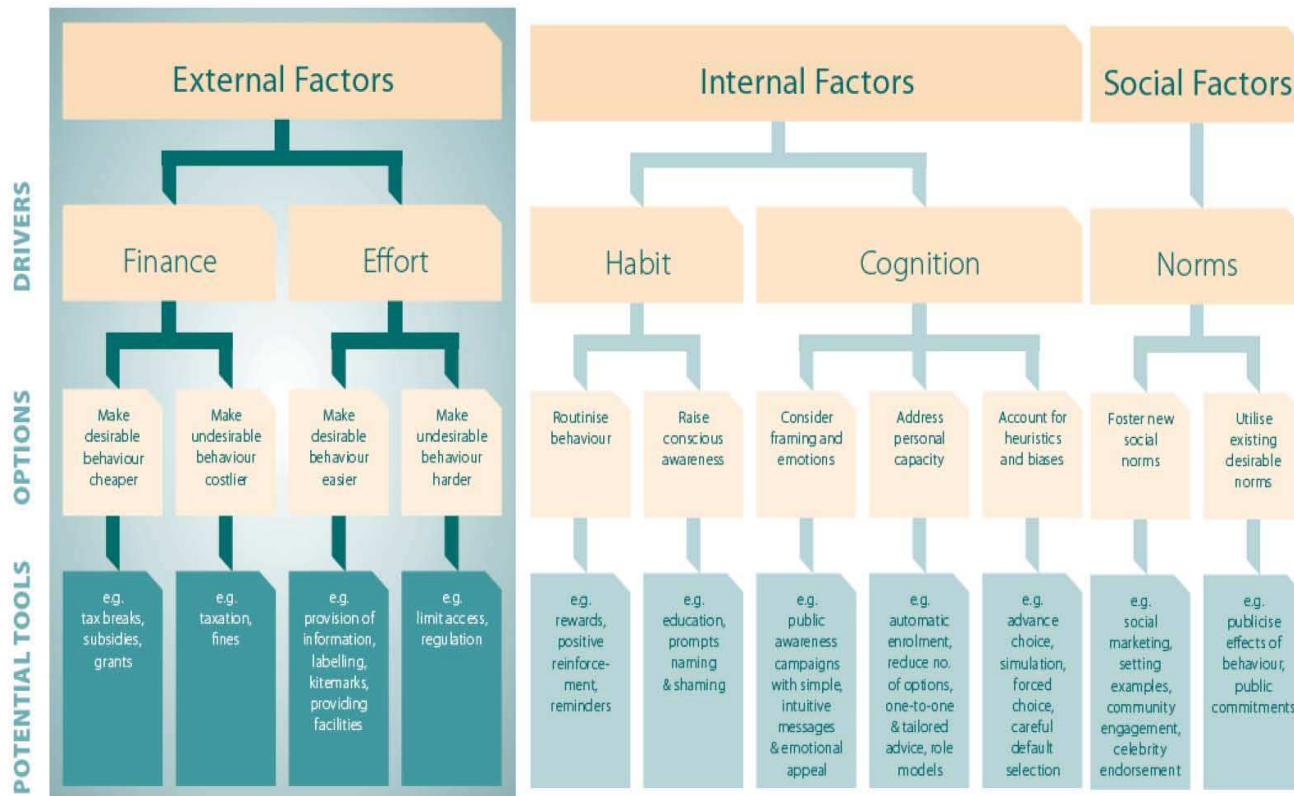 External Factors
Internal Factors
Social Factors
DRIVERS
Finance
Effort
Habit
Cognition
Norms
OPTIONS
Make
desirable
behaviour
cheaper
Make
undesirable
behaviour
costlier
Make
desirable
behaviour
easier
Make
undesirable
behaviour
harder
Routinise
behaviour
Raise
conscious
awareness
Consider
framing and
emotions
Address
personal
capacity
Account for
heuristics
and biases
Foster new
social
norms
Utilise
existing
desirable
norms
POTENTIAL TOOLS
e.g.
tax breaks,
subsidies,
grants
e.g.
taxation,
fines
e.g.
provision of
information,
labelling,
kitemarks,
providing
facilities
e.g.
limit access,
regulation
e.g.
rewards,
positive
reinforce-
ment,
reminders
e.g.
education,
prompts
naming
& shaming
e.g.
public
awareness
campaigns
with simple,
intuitive
messages
& emotional
appeal
e.g.
automatic
enrolment,
reduce no.
of options,
one-to-one
& tailored
advice, role
models
e.g.
advance
choice,
simulation,
forced
choice,
careful
default
selection
e.g.
social
marketing,
setting
examples,
community
engagement,
celebrity
endorsement
e.g.
publicise
effects of
behaviour,
public
commitments